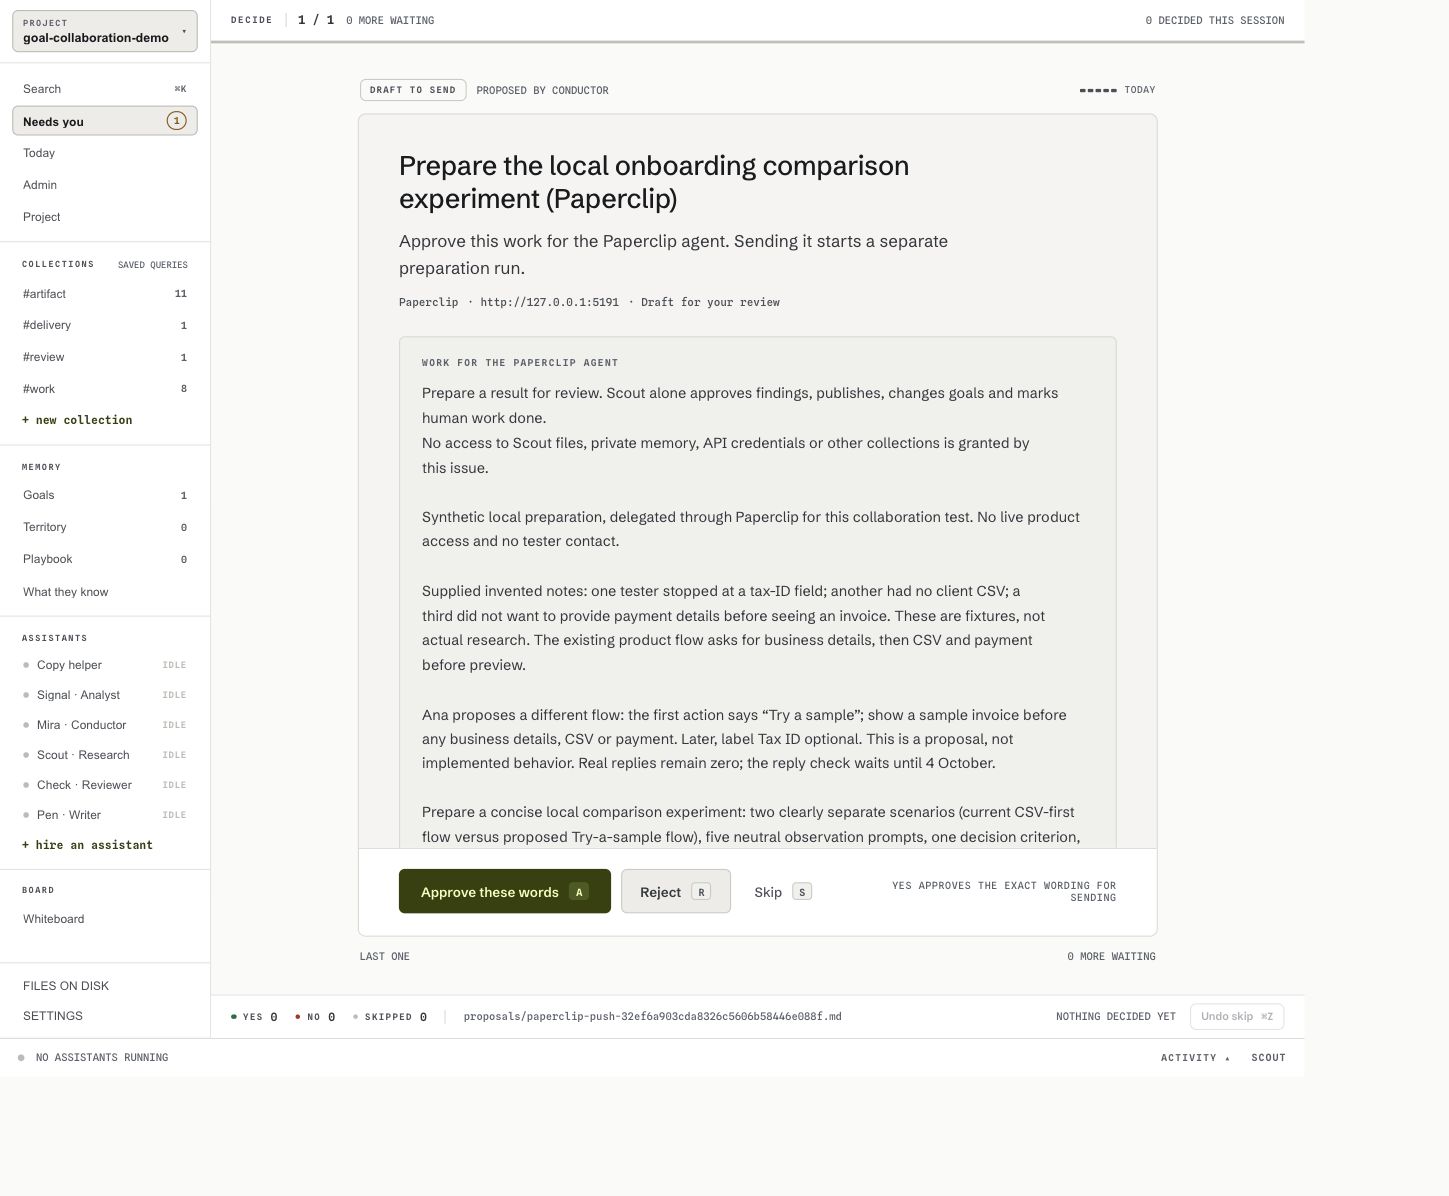 PROJECT
goal-collaboration-demo
Search ⌘K
Needs you 1
Today
Admin
Project
COLLECTIONS SAVED QUERIES
#artifact 11
#delivery 1
#review 1
#work 8
+ new collection
MEMORY
Goals 1
Territory 0
Playbook 0
What they know
ASSISTANTS
Copy helper IDLE
Signal · Analyst IDLE
Mira · Conductor IDLE
Scout · Research IDLE
Check · Reviewer IDLE
Pen · Writer IDLE
+ hire an assistant
BOARD
Whiteboard
FILES ON DISK
SETTINGS
DECIDE 1 / 1 0 MORE WAITING 0 DECIDED THIS SESSION
DRAFT TO SEND PROPOSED BY CONDUCTOR TODAY
Prepare the local onboarding comparison
experiment (Paperclip)
Approve this work for the Paperclip agent. Sending it starts a separate
preparation run.
Paperclip · http://127.0.0.1:5191 · Draft for your review
WORK FOR THE PAPERCLIP AGENT
Prepare a result for review. Scout alone approves findings, publishes, changes goals and marks
human work done.
No access to Scout files, private memory, API credentials or other collections is granted by
this issue.
Synthetic local preparation, delegated through Paperclip for this collaboration test. No live product
access and no tester contact.
Supplied invented notes: one tester stopped at a tax-ID field; another had no client CSV; a
third did not want to provide payment details before seeing an invoice. These are fixtures, not
actual research. The existing product flow asks for business details, then CSV and payment
before preview.
Ana proposes a different flow: the first action says “Try a sample”; show a sample invoice before
any business details, CSV or payment. Later, label Tax ID optional. This is a proposal, not
implemented behavior. Real replies remain zero; the reply check waits until 4 October.
Prepare a concise local comparison experiment: two clearly separate scenarios (current CSV-first
flow versus proposed Try-a-sample flow), five neutral observation prompts, one decision criterion,
Approve these words A Reject R Skip S YES APPROVES THE EXACT WORDING FOR
SENDING
LAST ONE 0 MORE WAITING
YES 0 NO 0 SKIPPED 0 proposals/paperclip-push-32ef6a903cda8326c5606b58446e088f.md NOTHING DECIDED YET Undo skip ⌘Z
NO ASSISTANTS RUNNING ACTIVITY ▴ SCOUT